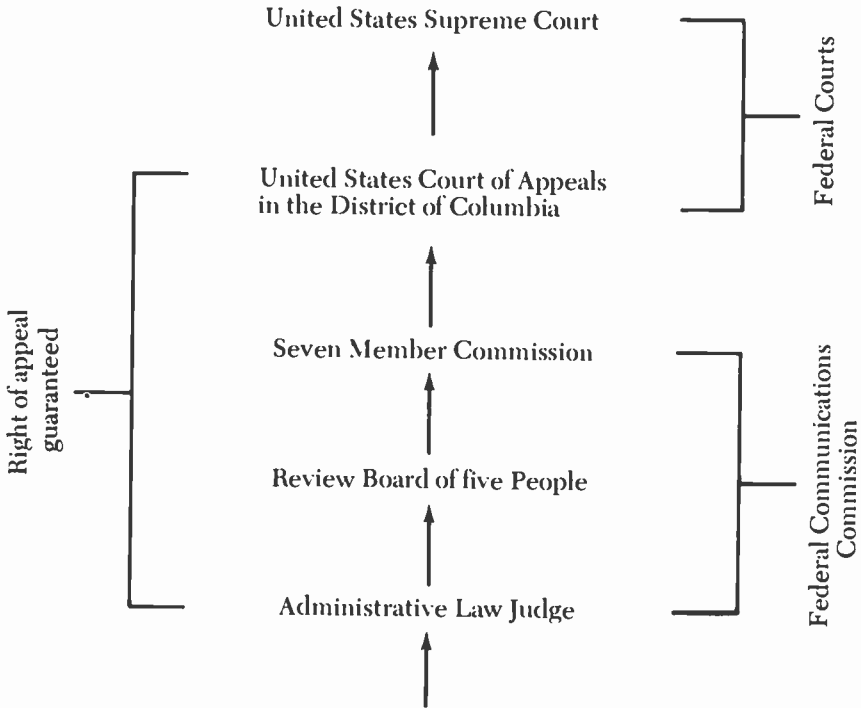 United States Supreme Court
Federal Courts
United States Court of Appeals
in the District of Columbia
Right of appeal
guaranteed
Seven Member Commission
Review Board of five People
Federal Communications
Commission
Administrative Law Judge